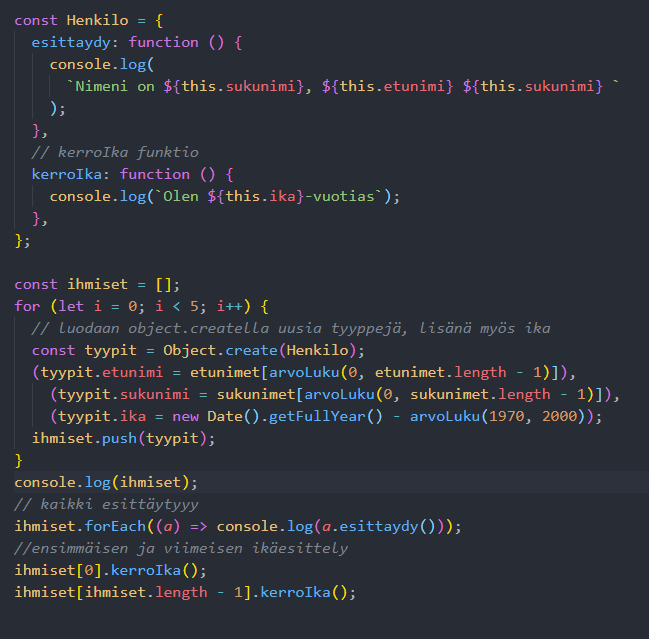 const Henkilo = {
  esittaydy: function () {
    console.log(
      `Nimeni on ${this.sukunimi}, ${this.etunimi} ${this.sukunimi} `
    );
  },
  // kerroIka funktio
  kerroIka: function () {
    console.log(`Olen ${this.ika}-vuotias`);
  },
};

const ihmiset = [];
for (let i = 0; i < 5; i++) {
  // luodaan object.creatella uusia tyyppejä, lisänä myös ika
  const tyypit = Object.create(Henkilo);
  (tyypit.etunimi = etunimet[arvoLuku(0, etunimet.length - 1)]),
    (tyypit.sukunimi = sukunimet[arvoLuku(0, sukunimet.length - 1)]),
    (tyypit.ika = new Date().getFullYear() - arvoLuku(1970, 2000));
  ihmiset.push(tyypit);
}
console.log(ihmiset);
// kaikki esittäytyyy
ihmiset.forEach((a) => console.log(a.esittaydy()));
//ensimmäisen ja viimeisen ikäesittely
ihmiset[0].kerroIka();
ihmiset[ihmiset.length - 1].kerroIka();